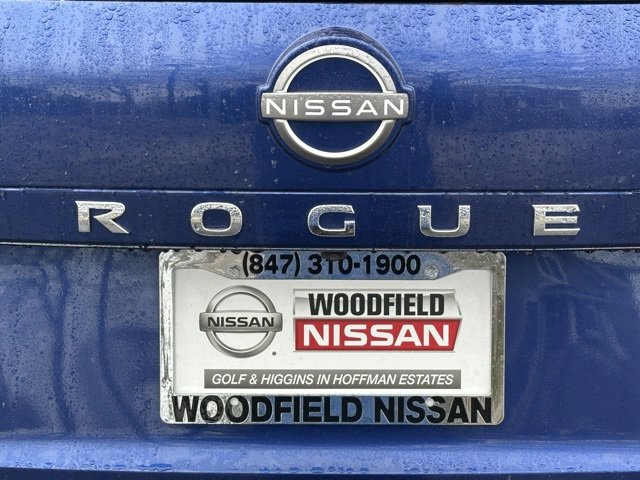 NISSAN
ROGUE
(847) 310-1900
NISSAN
WOODFIELD
NISSAN
GOLF & HIGGINS IN HOFFMAN ESTATES
WOODFIELD NISSAN